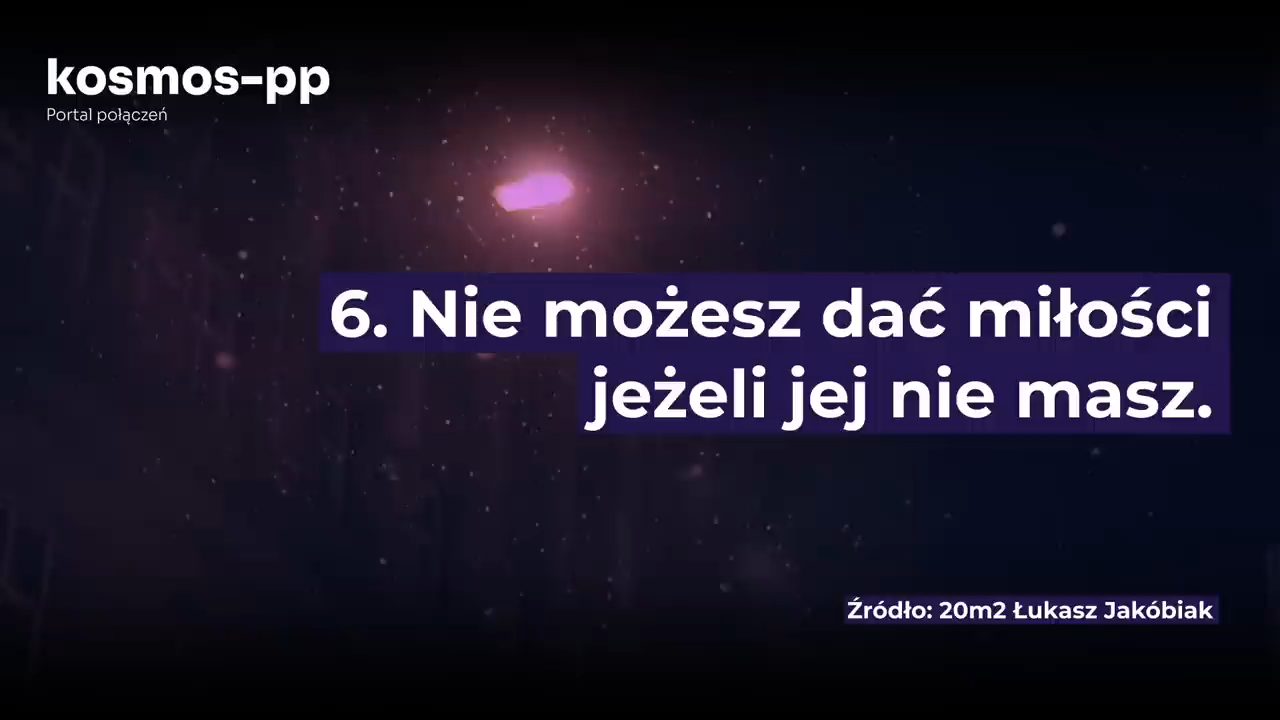 kosmos-pp
Portal połączeń
6. Nie możesz dać miłości
jeżeli jej nie masz.
Źródło: 20m2 Łukasz Jakóbiak